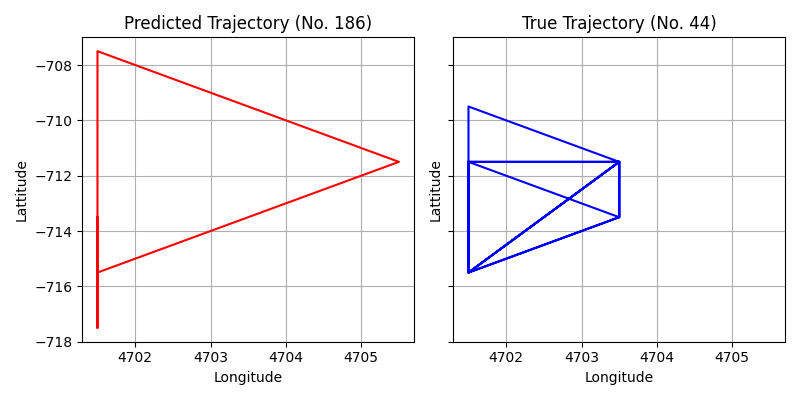 Predicted Trajectory (No. 186)
−708
−710
−712
−714
−716
−718
4702 4703 4704 4705
Lattitude
Longitude
True Trajectory (No. 44)
4702 4703 4704 4705
Lattitude
Longitude